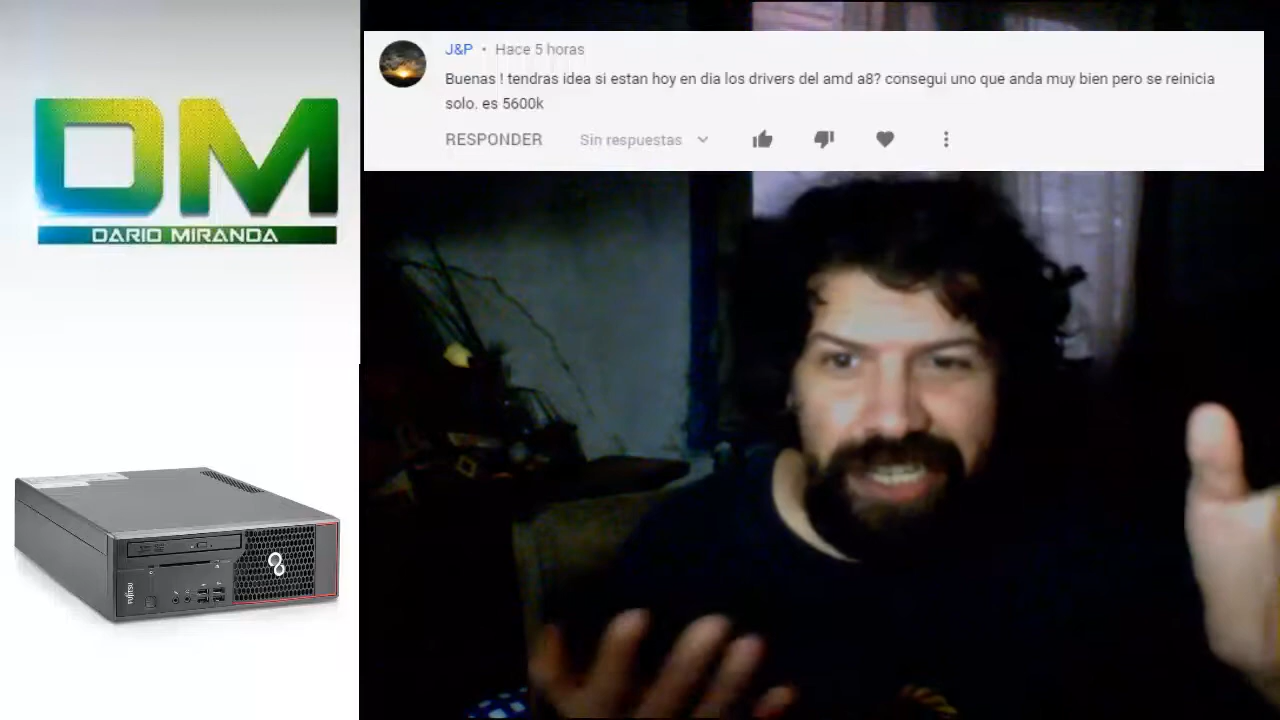 DM
DARIO MIRANDA
J&P • Hace 5 horas
Buenas ! tendras idea si estan hoy en dia los drivers del amd a8? consegui uno que anda muy bien pero se reinicia
solo. es 5600k
RESPONDER Sin respuestas
FUJITSU